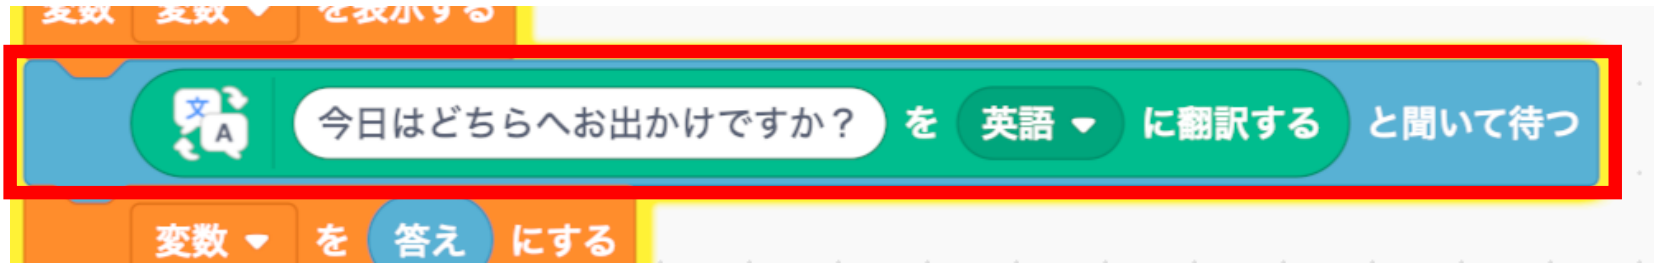 変数 変数 を表示する
文 A 今日はどちらへお出かけですか? を 英語 に翻訳する と聞いて待つ
変数 を 答え にする